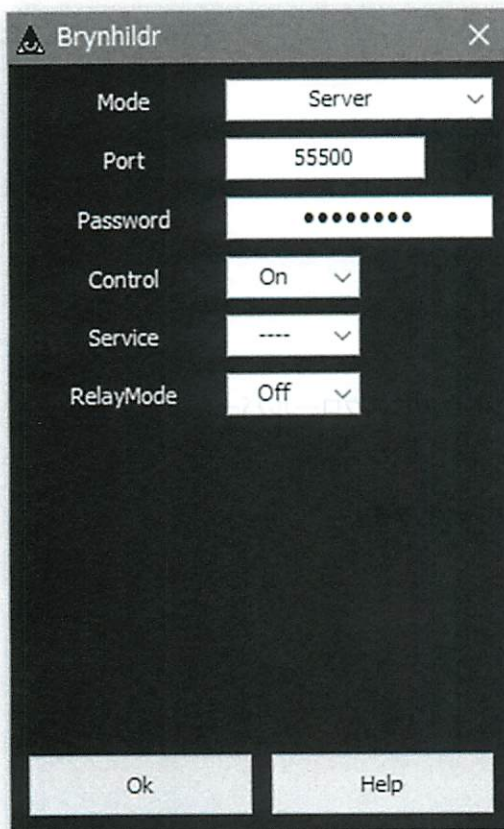 Brynhildr
Mode Server
Port 55500
Password ●●●●●●●●
Control On
Service ----
RelayMode Off
Ok Help